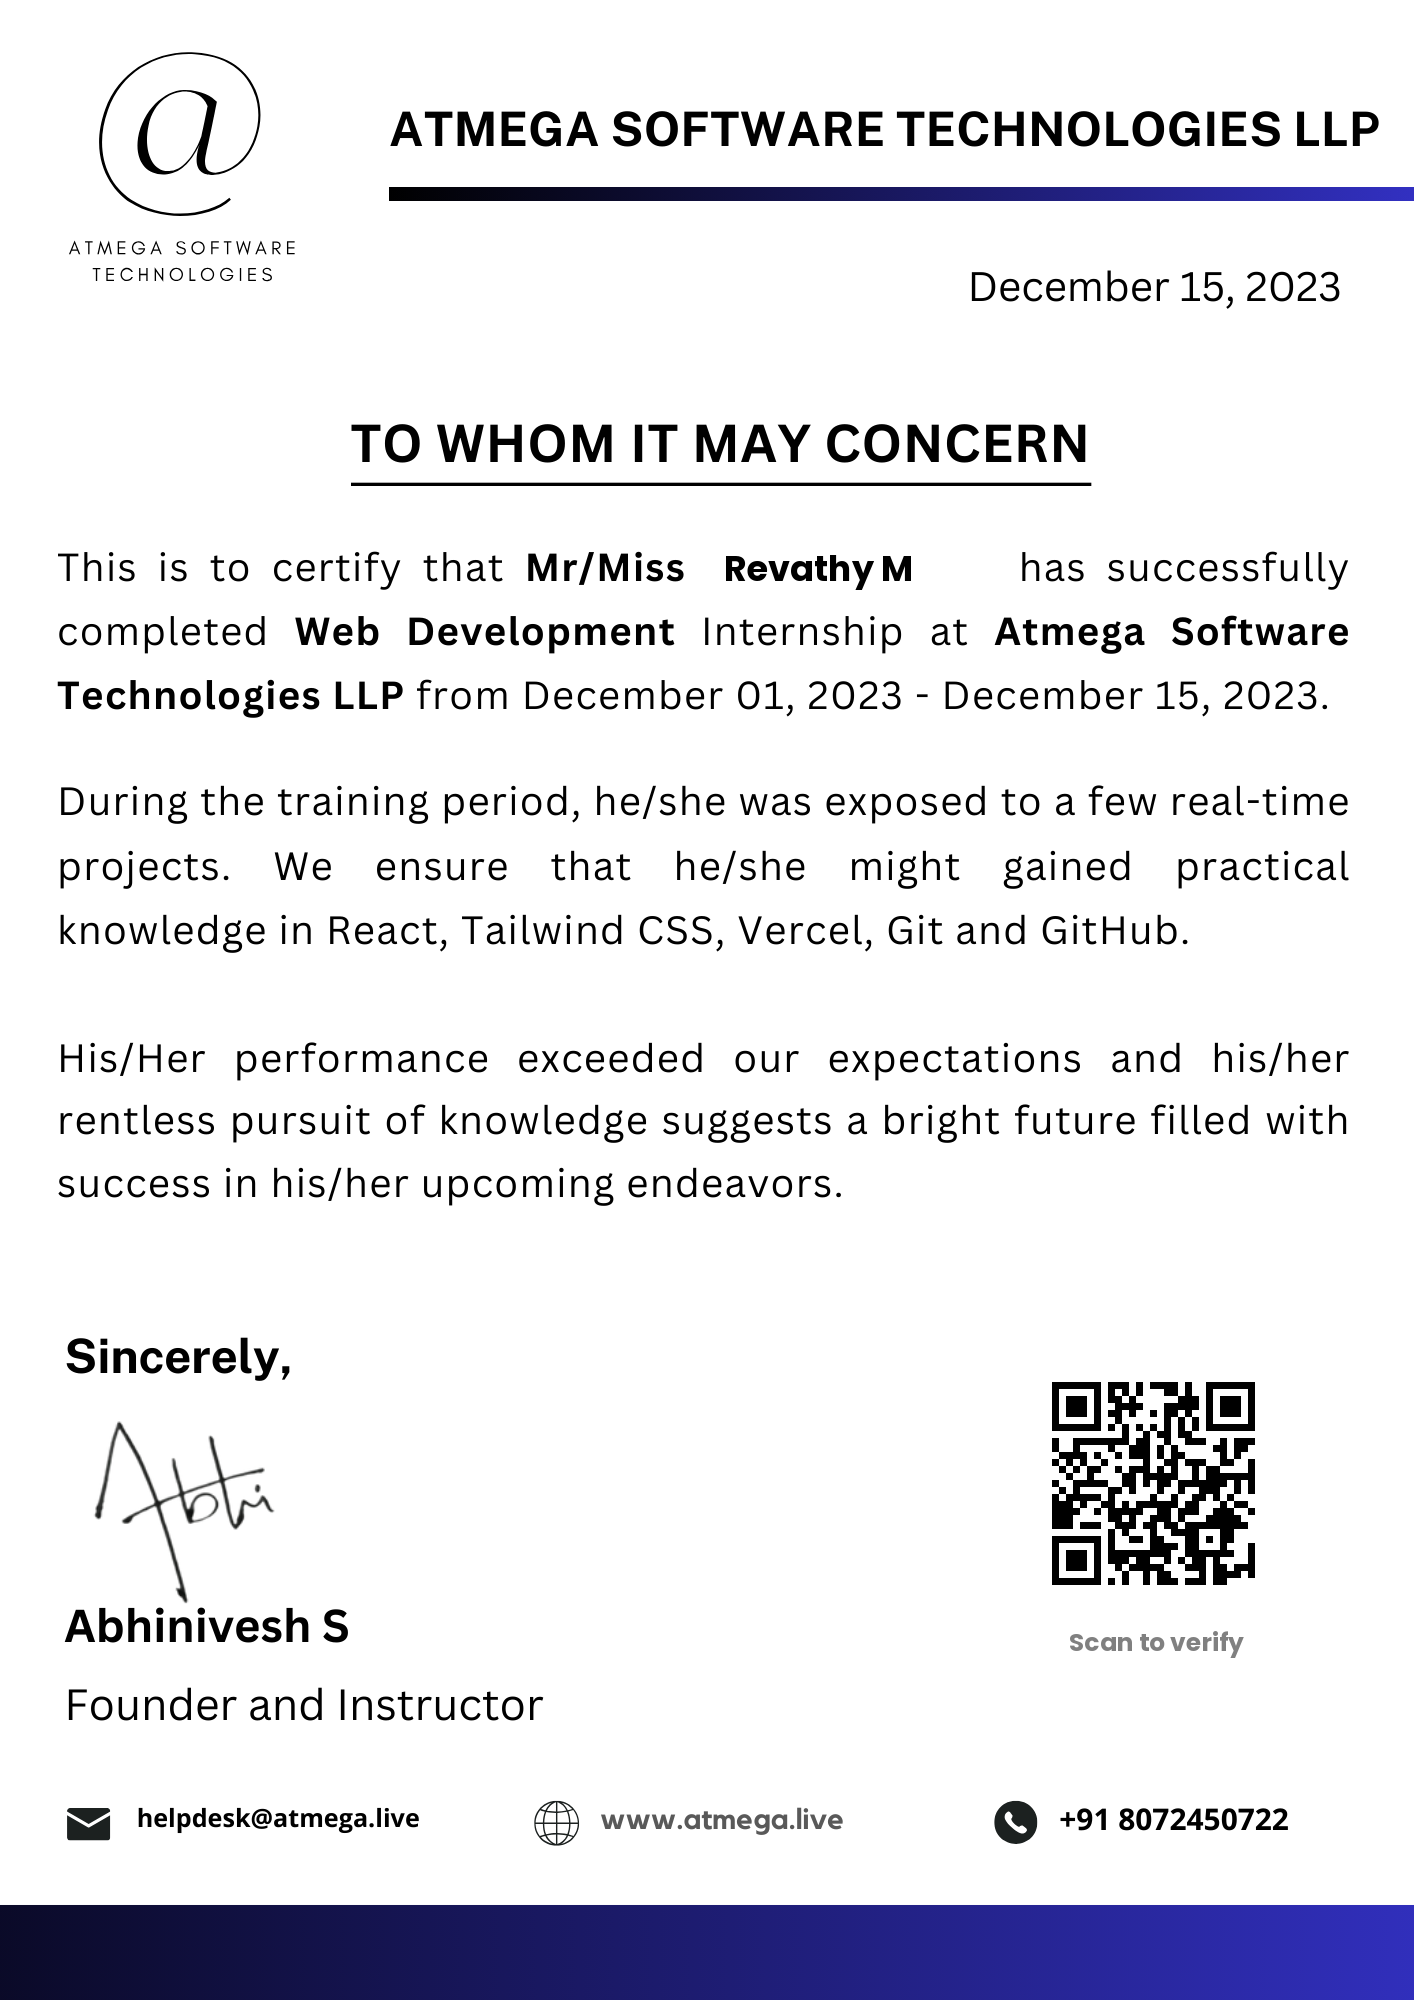 a
ATMEGA SOFTWARE
TECHNOLOGIES
ATMEGA SOFTWARE TECHNOLOGIES LLP
December 15, 2023
TO WHOM IT MAY CONCERN
This is to certify that Mr/Miss Revathy M has successfully
completed Web Development Internship at Atmega Software
Technologies LLP from December 01, 2023 - December 15, 2023.
During the training period, he/she was exposed to a few real-time
projects. We ensure that he/she might gained practical
knowledge in React, Tailwind CSS, Vercel, Git and GitHub.
His/Her performance exceeded our expectations and his/her
rentless pursuit of knowledge suggests a bright future filled with
success in his/her upcoming endeavors.
Sincerely,
Abhi
Abhinivesh S
Founder and Instructor
Scan to verify
helpdesk@atmega.live
www.atmega.live
+91 8072450722